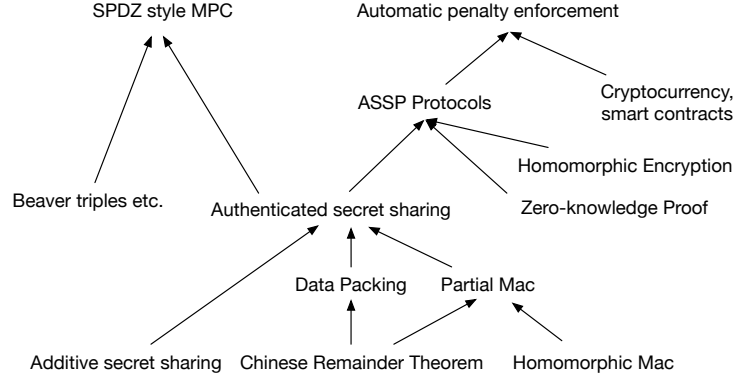 SPDZ style MPC
Automatic penalty enforcement
ASSP Protocols
Cryptocurrency,
smart contracts
Homomorphic Encryption
Beaver triples etc.
Authenticated secret sharing
Zero-knowledge Proof
Data Packing
Partial Mac
Additive secret sharing
Chinese Remainder Theorem
Homomorphic Mac